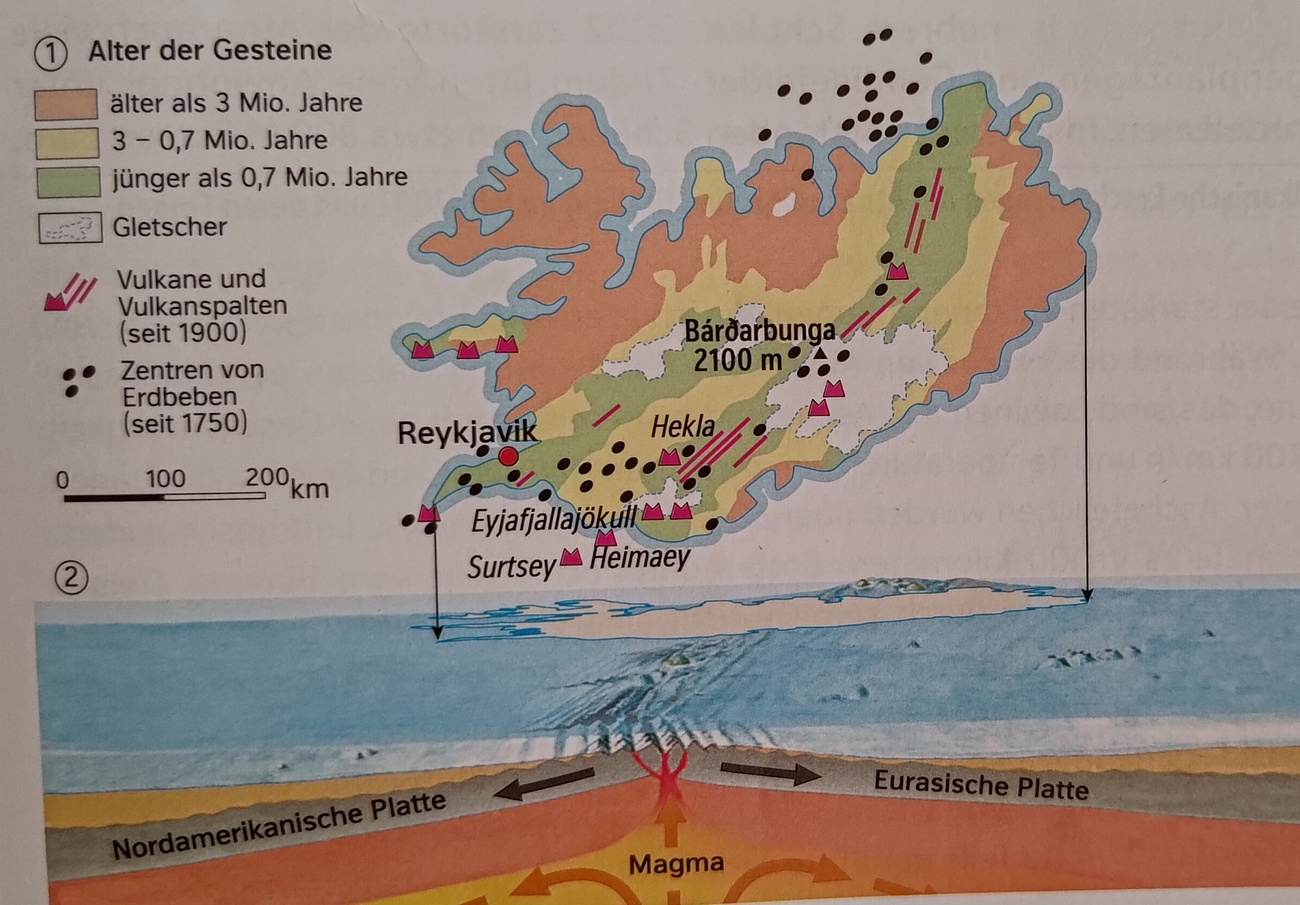 ① Alter der Gesteine
älter als 3 Mio. Jahre
3 – 0,7 Mio. Jahre
jünger als 0,7 Mio. Jahre
Gletscher
Vulkane und
Vulkanspalten
(seit 1900)
Zentren von
Erdbeben
(seit 1750)
0 100 200 km
Bárðarbunga
2100 m
Hekla
Reykjavik
Eyjafjallajökull
Surtsey
Heimaey
②
Nordamerikanische Platte
Eurasische Platte
Magma